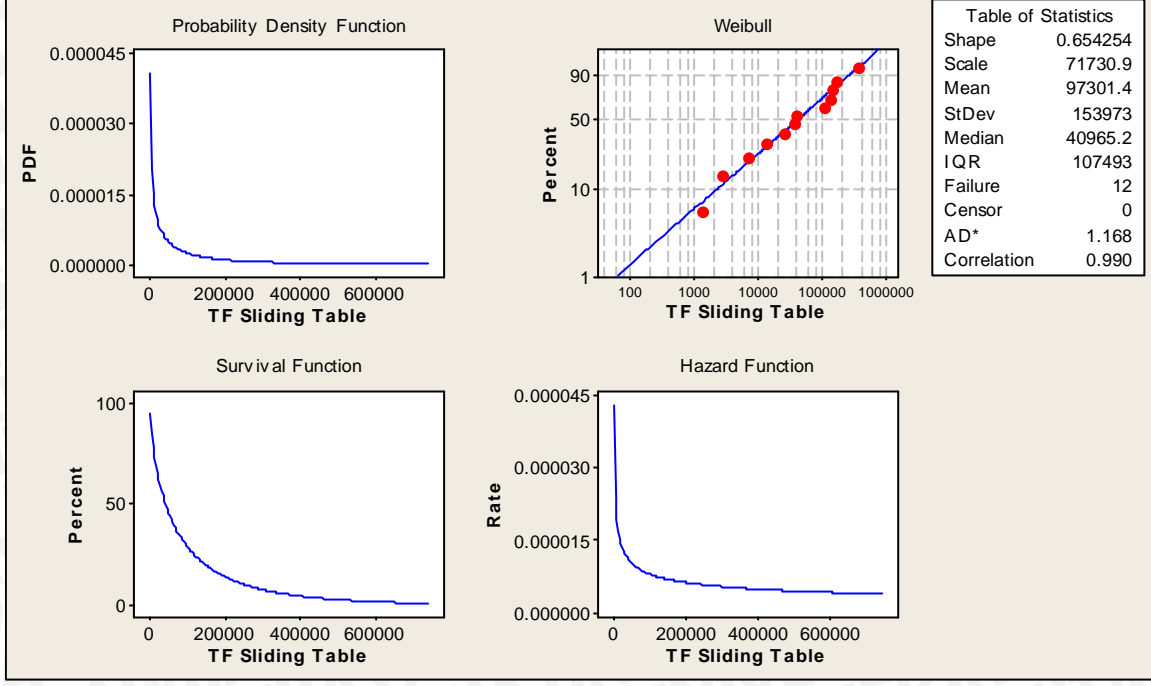 Probability Density Function
0.000045
0.000030
0.000015
0.000000
PDF
0 200000 400000 600000
TF Sliding Table
Weibull
90
50
10
1
Percent
100 1000 10000 100000 1000000
TF Sliding Table
Table of Statistics
Shape 0.654254
Scale 71730.9
Mean 97301.4
StDev 153973
Median 40965.2
IQR 107493
Failure 12
Censor 0
AD* 1.168
Correlation 0.990
Survival Function
100
50
0
Percent
0 200000 400000 600000
TF Sliding Table
Hazard Function
0.000045
0.000030
0.000015
0.000000
Rate
0 200000 400000 600000
TF Sliding Table